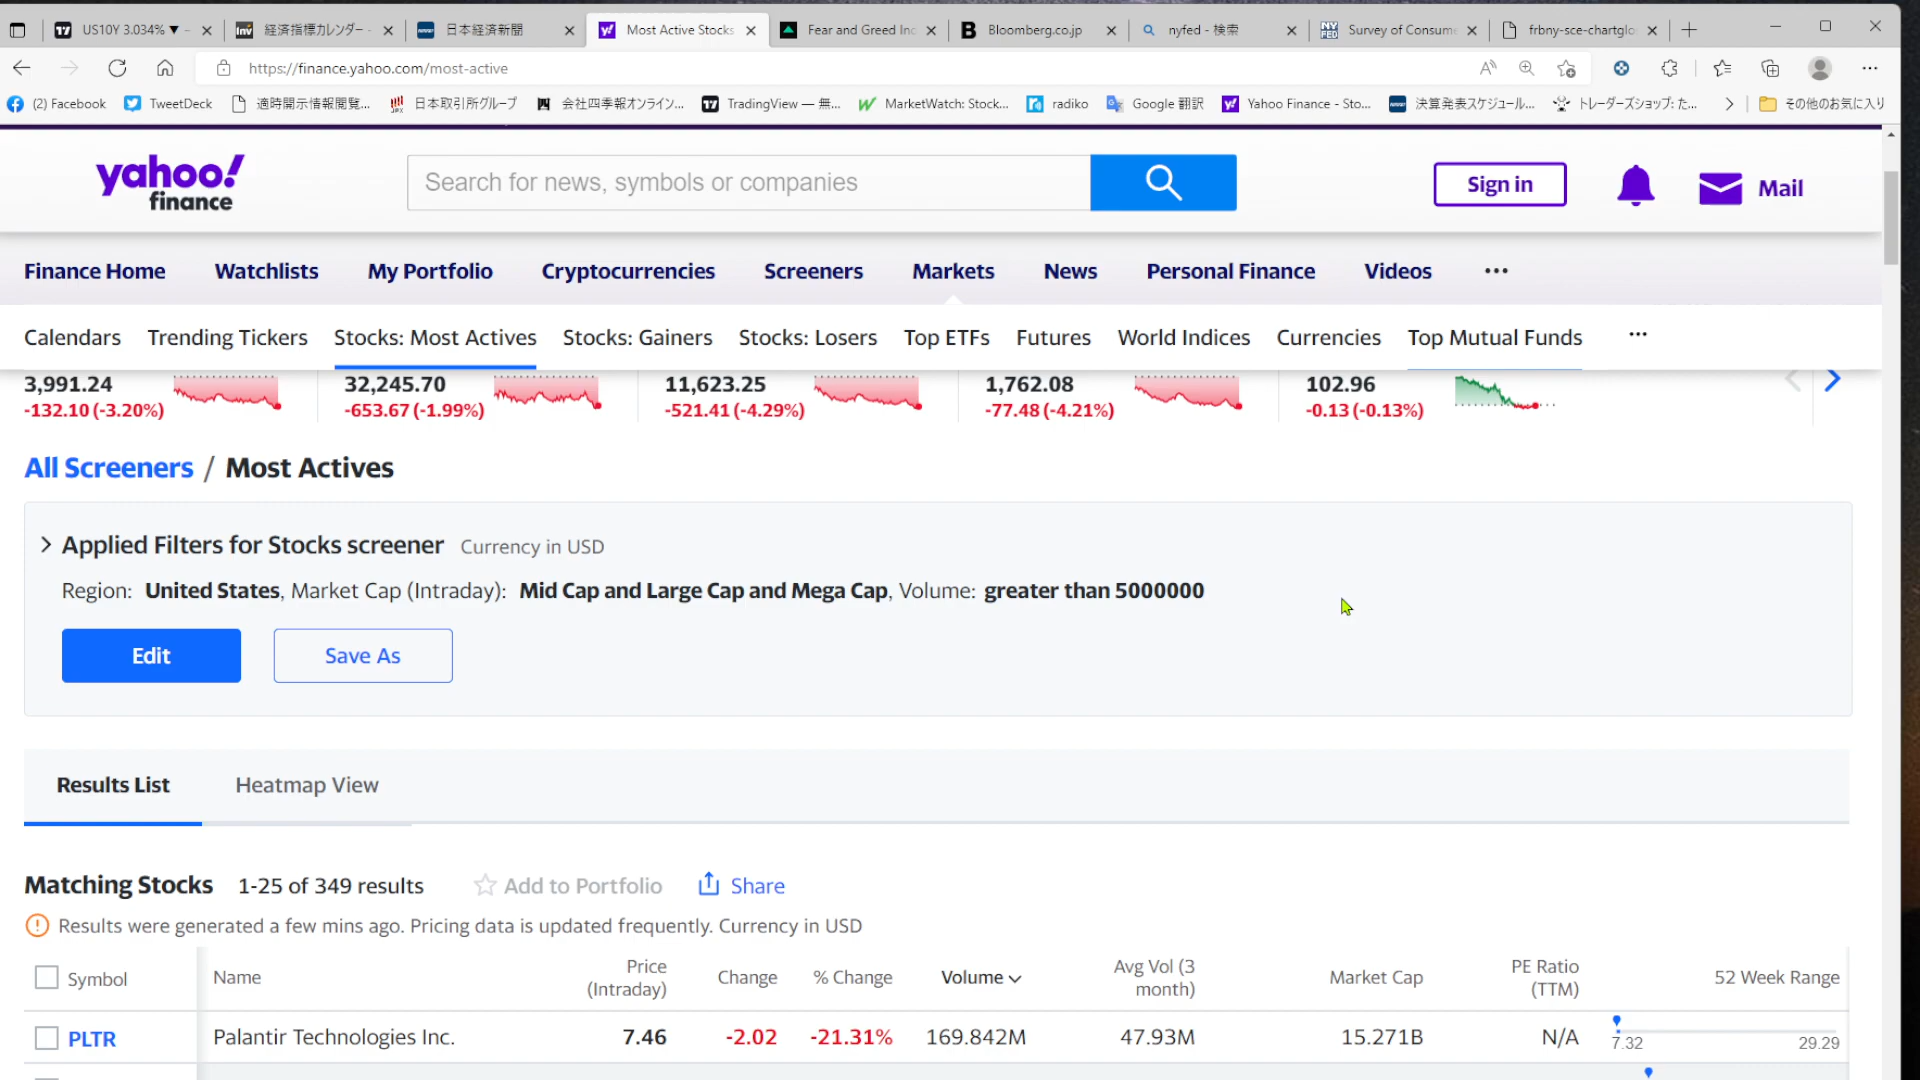 US10Y 3.034% ▼ -
経済指標カレンダー -
日本経済新聞
Most Active Stocks
Fear and Greed Inc
Bloomberg.co.jp
nyfed - 検索
Survey of Consume
frbny-sce-chartglo
https://finance.yahoo.com/most-active
(2) Facebook
TweetDeck
適時開示情報閲覧...
日本取引所グループ
会社四季報オンライン...
TradingView — 無...
MarketWatch: Stock...
radiko
Google 翻訳
Yahoo Finance - Sto...
決算発表スケジュール...
トレーダーズショップ: た...
その他のお気に入り
yahoo!
finance
Search for news, symbols or companies
Sign in
Mail
Finance Home Watchlists My Portfolio Cryptocurrencies Screeners Markets News Personal Finance Videos ...
Calendars Trending Tickers Stocks: Most Actives Stocks: Gainers Stocks: Losers Top ETFs Futures World Indices Currencies Top Mutual Funds ...
3,991.24 32,245.70 11,623.25 1,762.08 102.96
-132.10 (-3.20%) -653.67 (-1.99%) -521.41 (-4.29%) -77.48 (-4.21%) -0.13 (-0.13%)
All Screeners / Most Actives
Applied Filters for Stocks screener Currency in USD
Region: United States, Market Cap (Intraday): Mid Cap and Large Cap and Mega Cap, Volume: greater than 5000000
Edit Save As
Results List Heatmap View
Matching Stocks 1-25 of 349 results Add to Portfolio Share
Results were generated a few mins ago. Pricing data is updated frequently. Currency in USD
Symbol Name Price (Intraday) Change % Change Volume Avg Vol (3 month) Market Cap PE Ratio (TTM) 52 Week Range
PLTR Palantir Technologies Inc. 7.46 -2.02 -21.31% 169.842M 47.93M 15.271B N/A 7.32 29.29